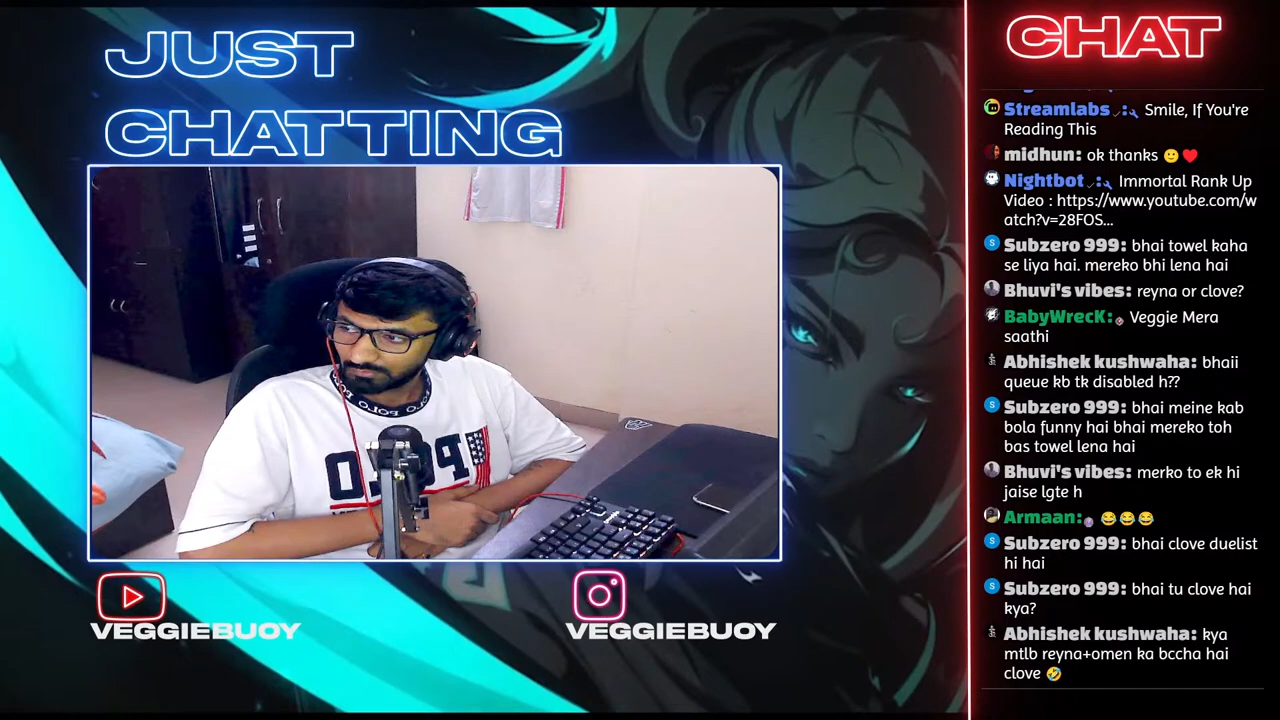 JUST
CHATTING
POLO POLO
POLO
VEGGIEBUOY
VEGGIEBUOY
CHAT
Streamlabs : Smile, If You're
Reading This
midhun: ok thanks 🙂❤️
Nightbot : Immortal Rank Up
Video : https://www.youtube.com/w
atch?v=28FOS...
Subzero 999: bhai towel kaha
se liya hai. mereko bhi lena hai
Bhuvi's vibes: reyna or clove?
BabyWrecK: Veggie Mera
saathi
Abhishek kushwaha: bhaii
queue kb tk disabled h??
Subzero 999: bhai meine kab
bola funny hai bhai mereko toh
bas towel lena hai
Bhuvi's vibes: merko to ek hi
jaise lgte h
Armaan: 😂😂😂
Subzero 999: bhai clove duelist
hi hai
Subzero 999: bhai tu clove hai
kya?
Abhishek kushwaha: kya
mtlb reyna+omen ka bccha hai
clove 🤣